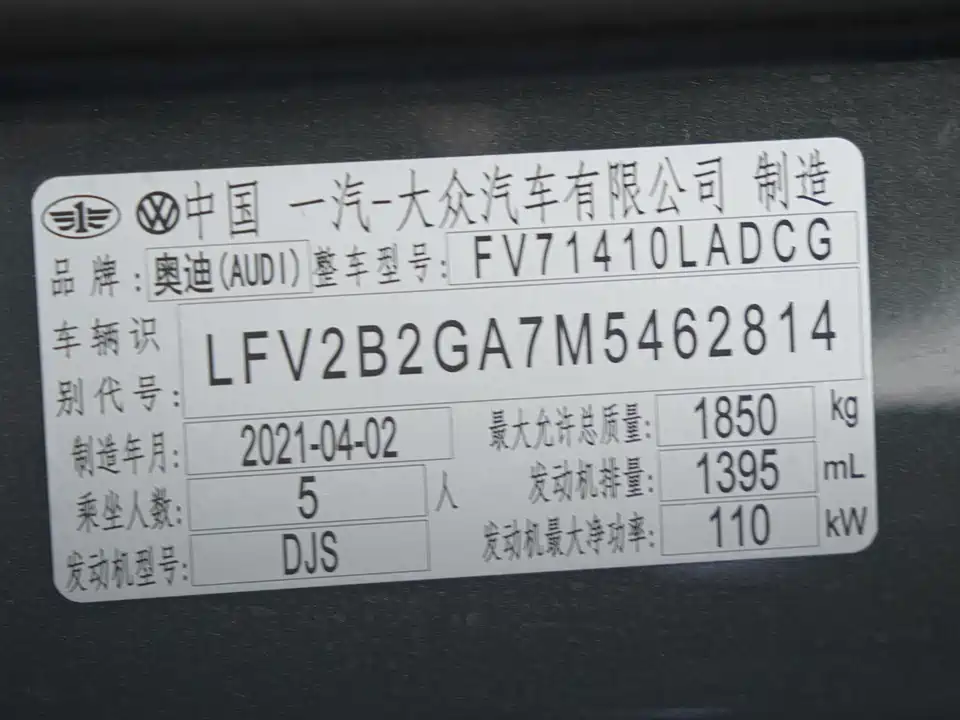 中国 一汽-大众汽车有限公司 制造
品牌: 奥迪(AUDI) 整车型号: FV71410LADCG
车辆识别代号: LFV2B2GA7M5462814
制造年月: 2021-04-02 最大允许总质量: 1850 kg
乘坐人数: 5 人 发动机排量: 1395 mL
发动机型号: DJS 发动机最大净功率: 110 kW